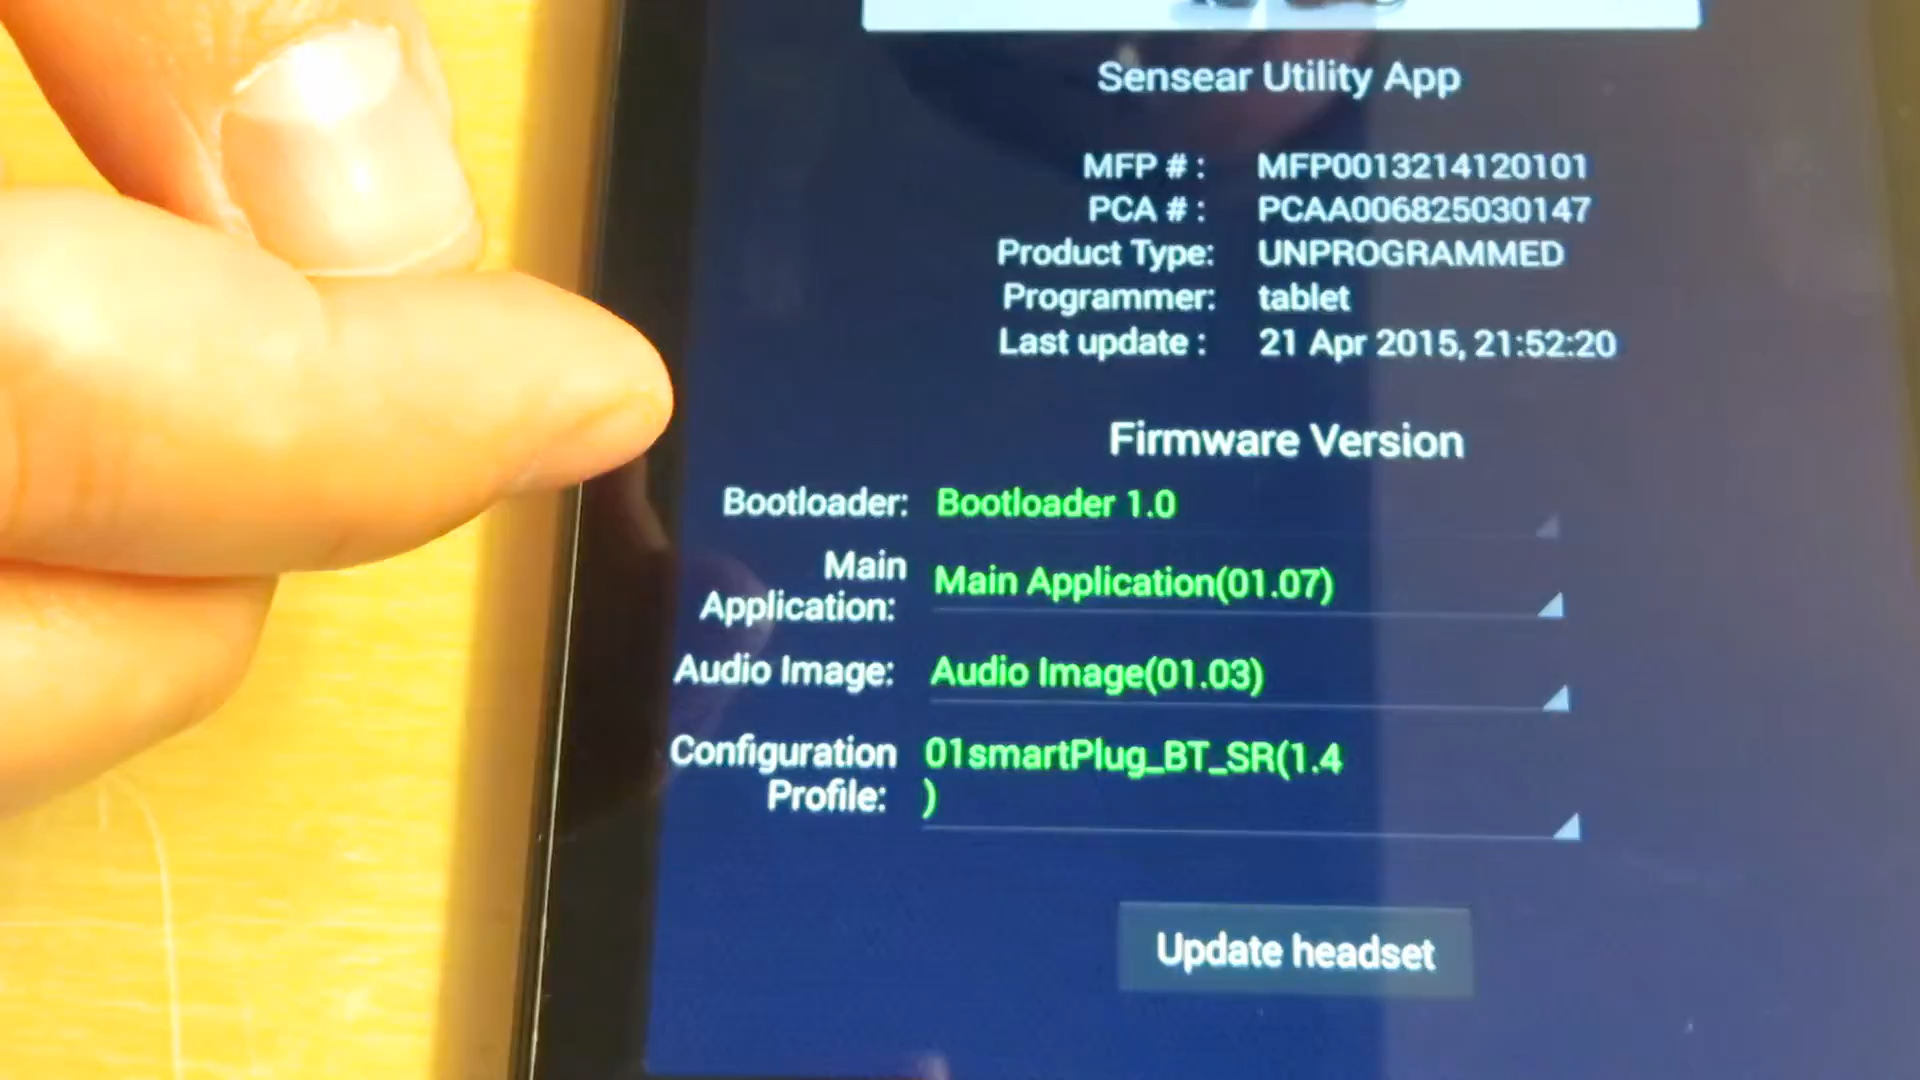 Sensear Utility App
MFP # : MFP0013214120101
PCA # : PCAA006825030147
Product Type: UNPROGRAMMED
Programmer: tablet
Last update : 21 Apr 2015, 21:52:20
Firmware Version
Bootloader: Bootloader 1.0
Main
Application: Main Application(01.07)
Audio Image: Audio Image(01.03)
Configuration 01smartPlug_BT_SR(1.4
Profile: )
Update headset